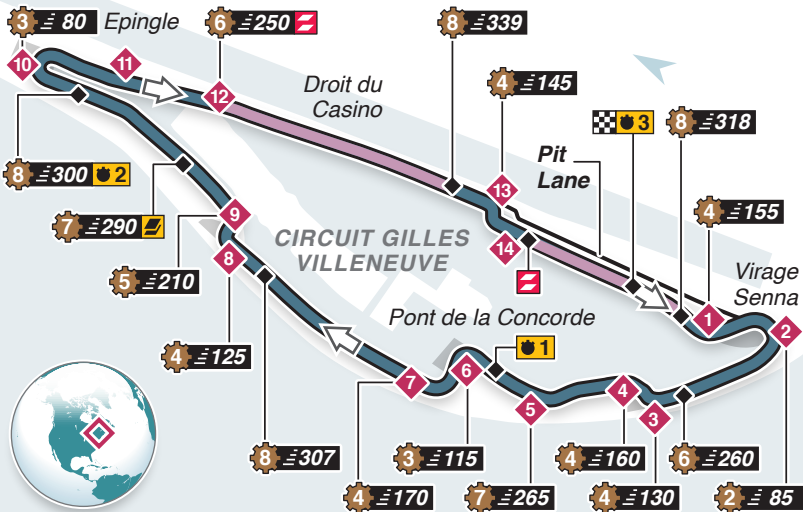 3 80 Epingle
6 250
8 339
10
11
12
Droit du
Casino
4 145
3
8 318
Pit
Lane
8 300 2
13
4 155
7 290
9
14
1
CIRCUIT GILLES
VILLENEUVE
Virage
Senna
5 210
8
2
Pont de la Concorde
1
4 125
7
6
5
4
3
8 307
3 115
4 160
6 260
4 170
7 265
4 130
2 85